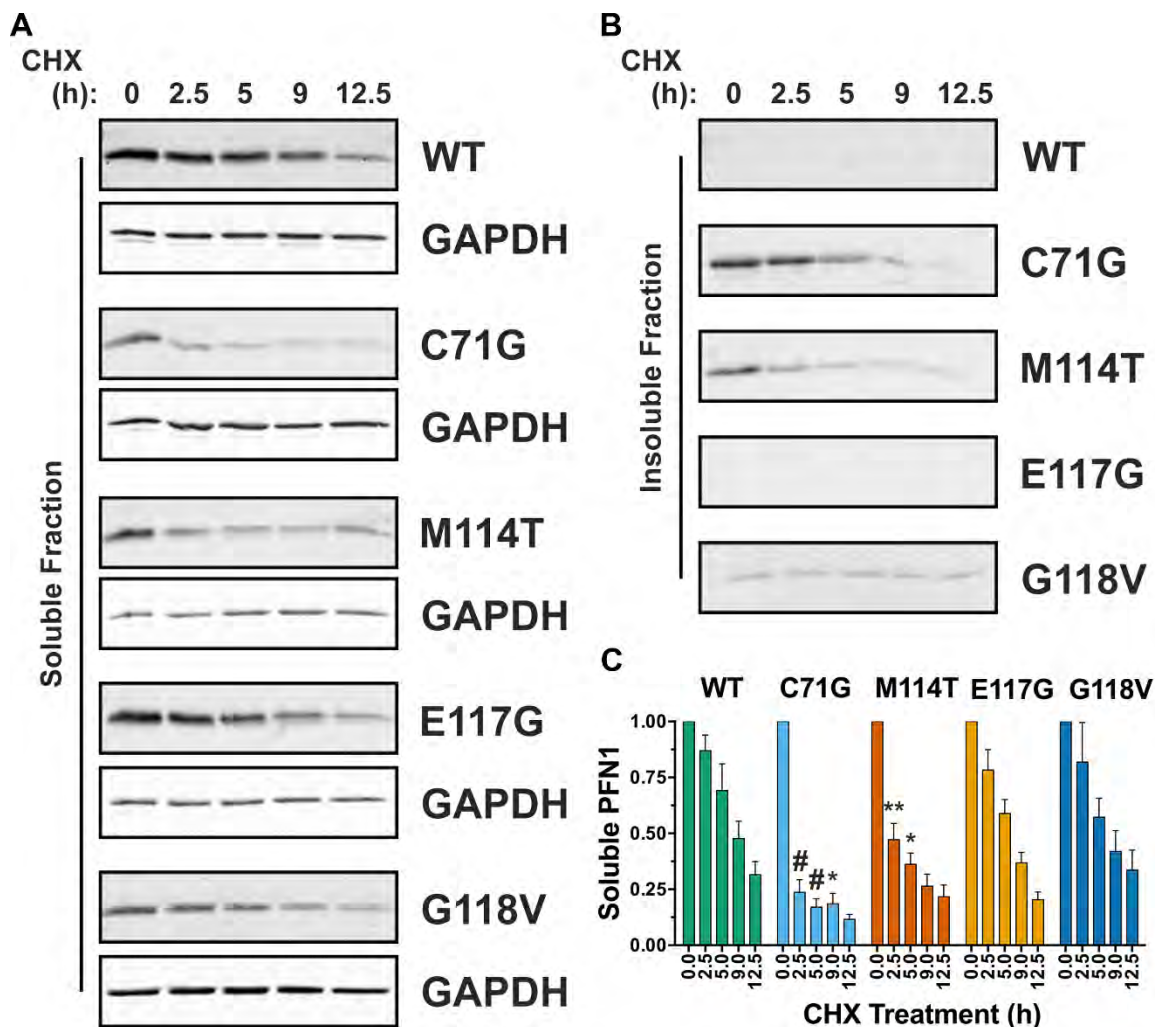 A
CHX
(h): 0 2.5 5 9 12.5
WT
GAPDH
C71G
GAPDH
M114T
GAPDH
E117G
GAPDH
G118V
GAPDH
Soluble Fraction
B
CHX
(h): 0 2.5 5 9 12.5
WT
C71G
M114T
E117G
G118V
Insoluble Fraction
C
WT C71G M114T E117G G118V
1.00
0.75
0.50
0.25
0.00
Soluble PFN1
# # *
** *
0.0 2.5 5.0 9.0 12.5 0.0 2.5 5.0 9.0 12.5 0.0 2.5 5.0 9.0 12.5 0.0 2.5 5.0 9.0 12.5 0.0 2.5 5.0 9.0 12.5
CHX Treatment (h)